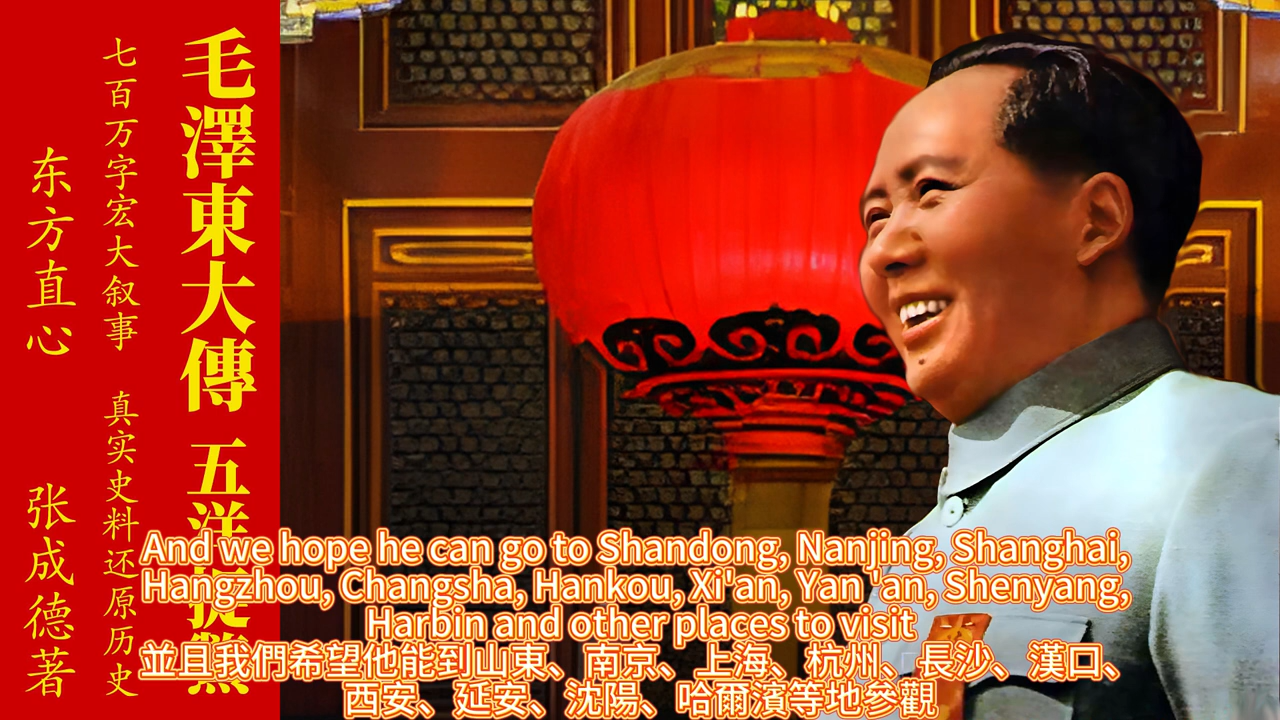 毛澤東大傳 五洋捉鱉
七百万字宏大叙事 真实史料还原历史
东方直心
张成德著
And we hope he can go to Shandong, Nanjing, Shanghai,
Hangzhou, Changsha, Hankou, Xi'an, Yan 'an, Shenyang,
Harbin and other places to visit
並且我們希望他能到山東、南京、上海、杭州、長沙、漢口、
西安、延安、沈陽、哈爾濱等地參觀